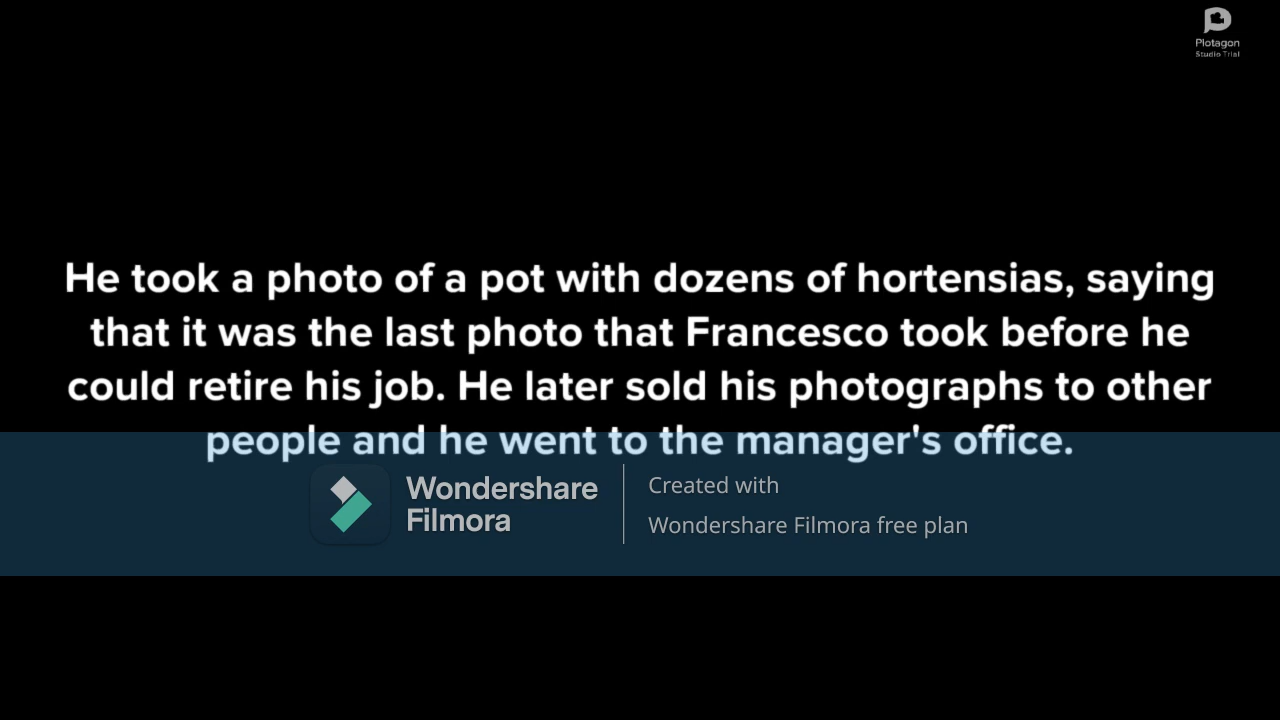 Plotagon
Studio Trial
He took a photo of a pot with dozens of hortensias, saying
that it was the last photo that Francesco took before he
could retire his job. He later sold his photographs to other
people and he went to the manager's office.
Wondershare
Filmora
Created with
Wondershare Filmora free plan